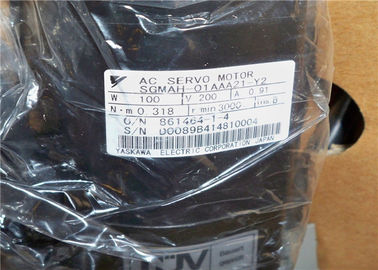 AC SERVO MOTOR
SGMAH-01AAA21-Y2
W 100 V 200 A 0.91
N·m 0.318 r/min 3000 ins.B
O/N 861464-1-4
S/N D0089B414810004
YASKAWA ELECTRIC CORPORATION JAPAN